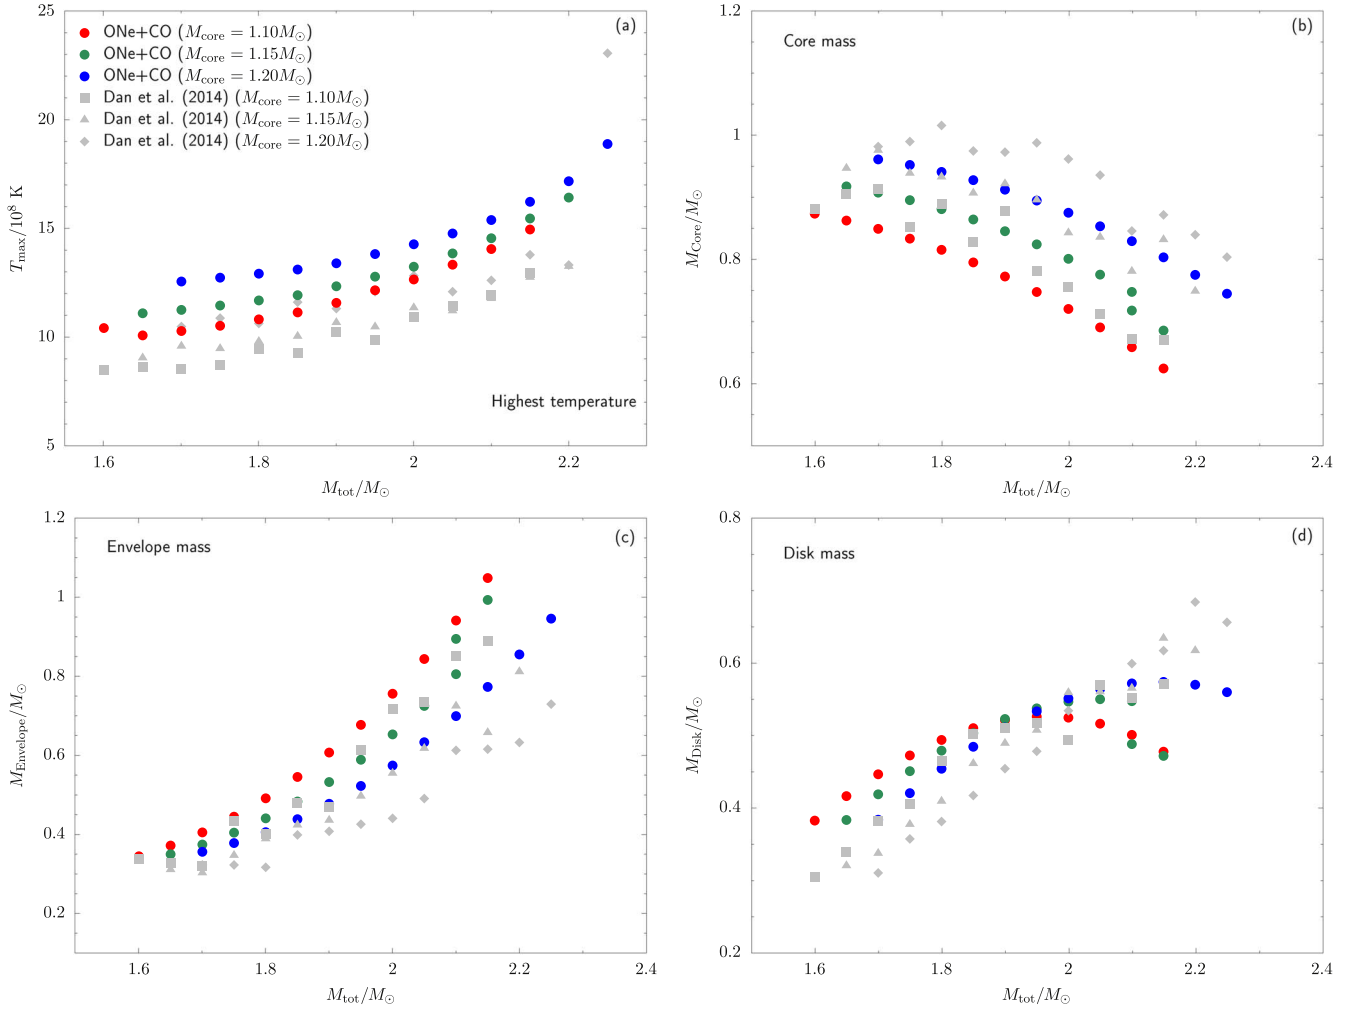 25
20
15
10
5
T_max/10^8 K
(a)
ONe+CO (M_core = 1.10M_⊙)
ONe+CO (M_core = 1.15M_⊙)
ONe+CO (M_core = 1.20M_⊙)
Dan et al. (2014) (M_core = 1.10M_⊙)
Dan et al. (2014) (M_core = 1.15M_⊙)
Dan et al. (2014) (M_core = 1.20M_⊙)
Highest temperature
1.6 1.8 2 2.2
M_tot/M_⊙
1.2
1
0.8
0.6
M_Core/M_⊙
Core mass
(b)
1.6 1.8 2 2.2 2.4
M_tot/M_⊙
1.2
1
0.8
0.6
0.4
0.2
M_Envelope/M_⊙
Envelope mass
(c)
1.6 1.8 2 2.2 2.4
M_tot/M_⊙
0.8
0.6
0.4
0.2
M_Disk/M_⊙
Disk mass
(d)
1.6 1.8 2 2.2 2.4
M_tot/M_⊙